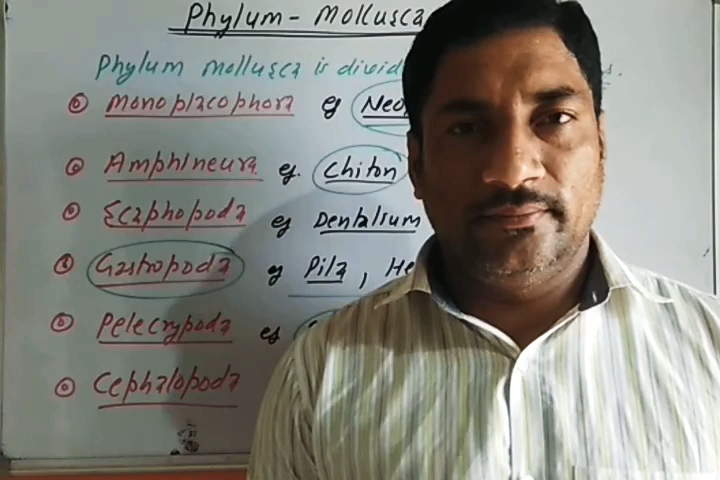 Phylum - Mollusca
Phylum mollusca is divid
Monoplacophora eg Neo
Amphineura eg. Chiton
Scaphopoda eg Dentalium
Gastropoda eg Pila, He
Pelecrypoda eg
Cephalopoda